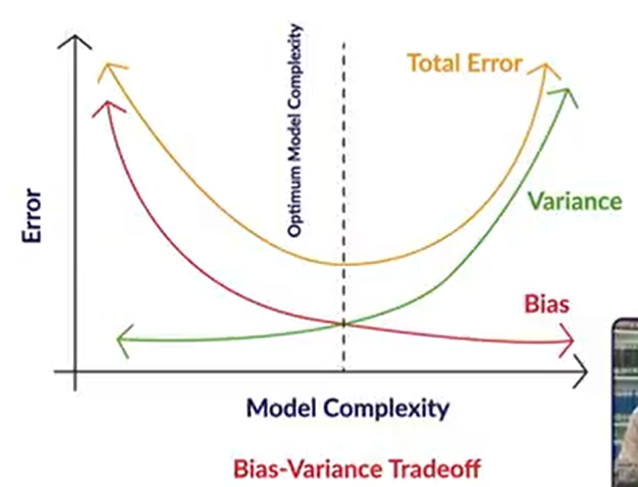 Optimum Model Complexity
Total Error
Variance
Error
Bias
Model Complexity
Bias-Variance Tradeoff